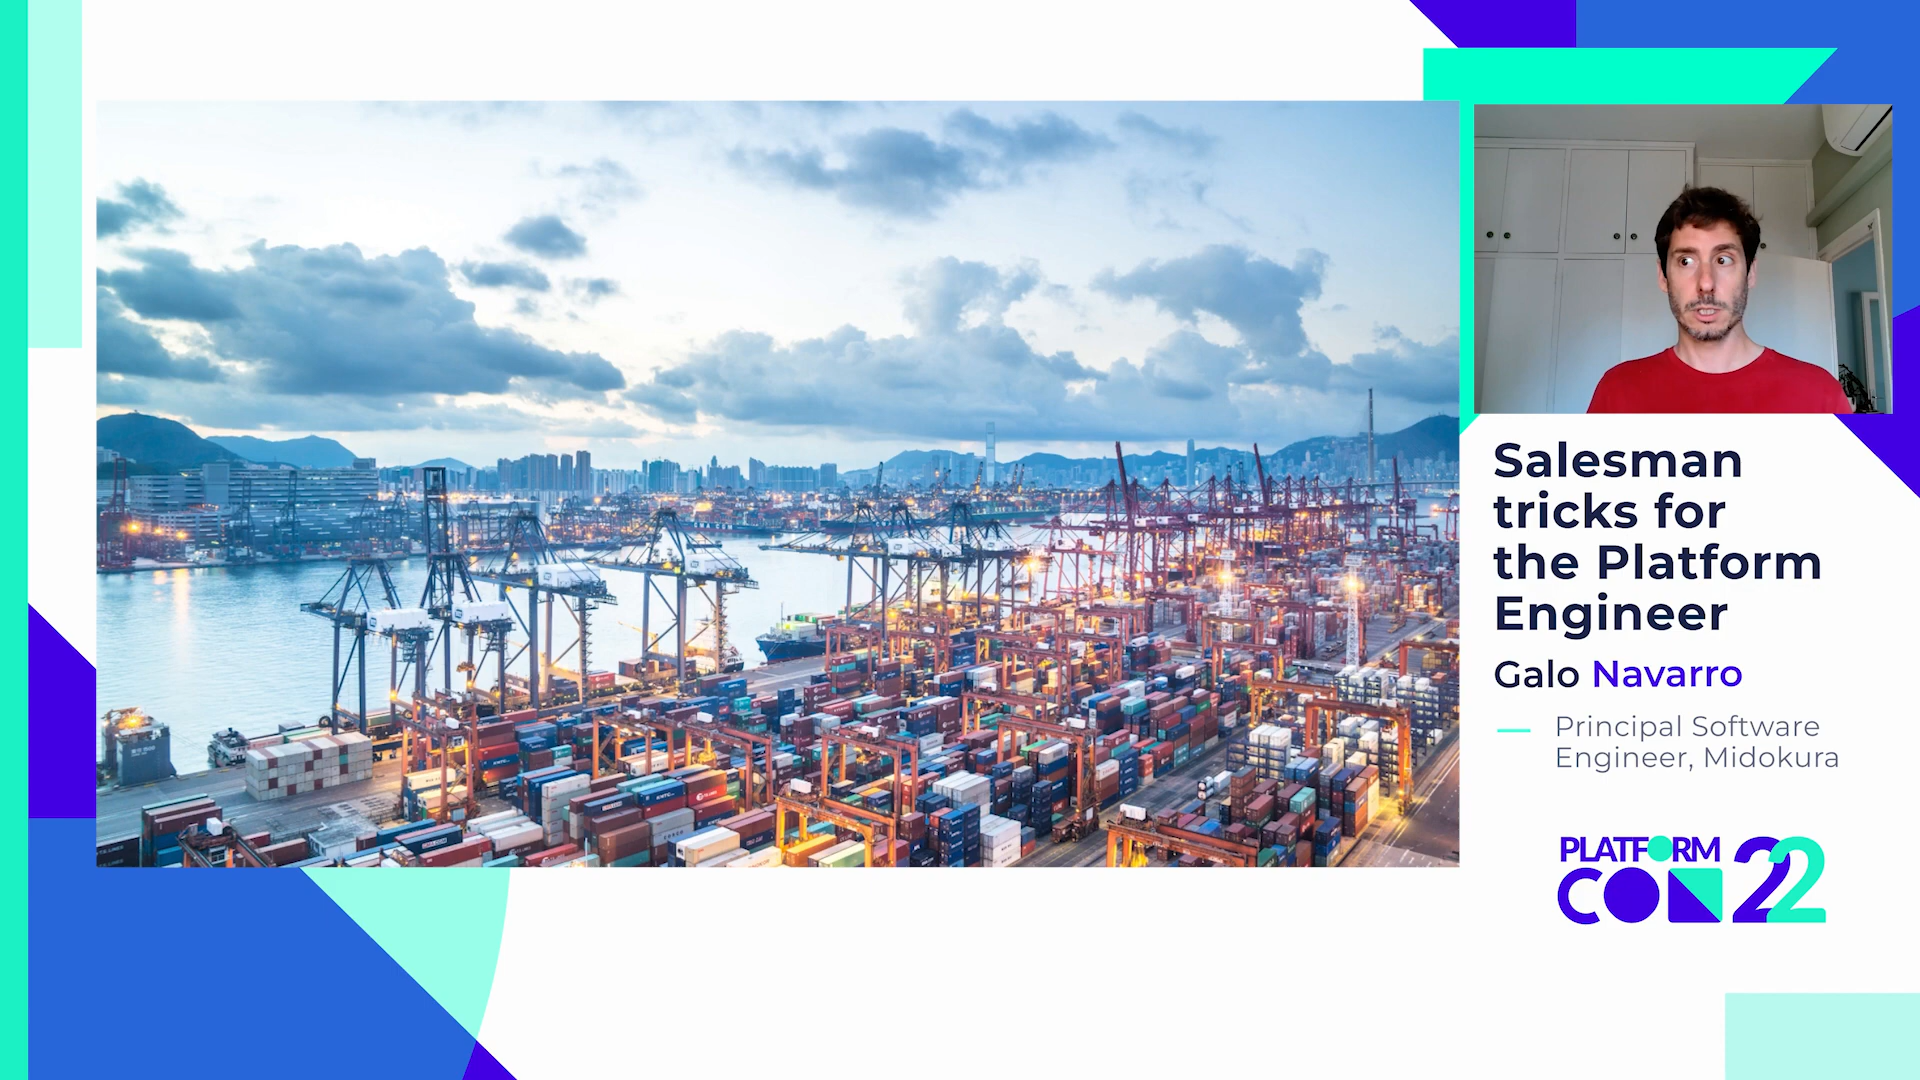 Salesman
tricks for
the Platform
Engineer
Galo Navarro
Principal Software
Engineer, Midokura
PLATFORM
CON 22